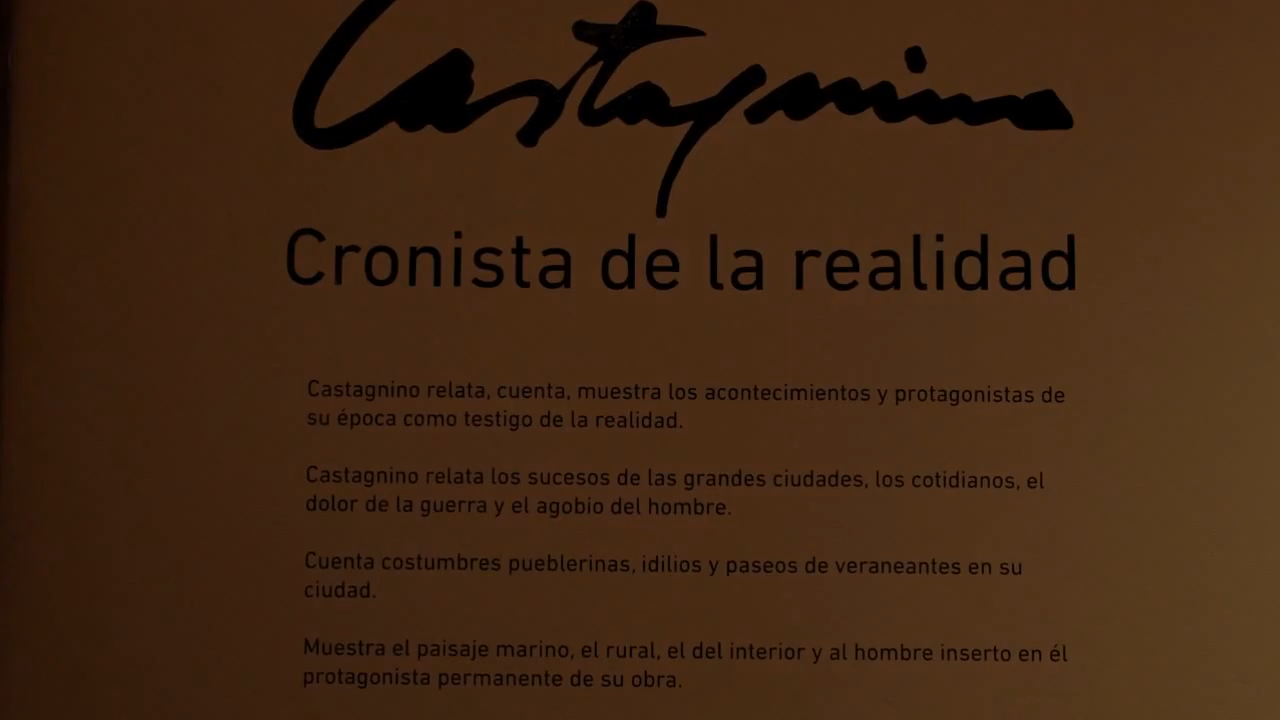 Castagnino
Cronista de la realidad
Castagnino relata, cuenta, muestra los acontecimientos y protagonistas de
su época como testigo de la realidad.
Castagnino relata los sucesos de las grandes ciudades, los cotidianos, el
dolor de la guerra y el agobio del hombre.
Cuenta costumbres pueblerinas, idilios y paseos de veraneantes en su
ciudad.
Muestra el paisaje marino, el rural, el del interior y al hombre inserto en él
protagonista permanente de su obra.